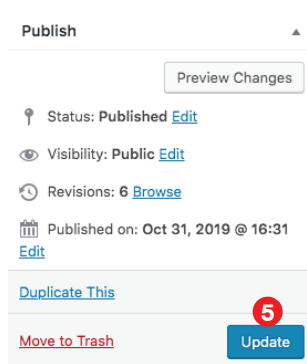 Publish
Preview Changes
Status: Published Edit
Visibility: Public Edit
Revisions: 6 Browse
Published on: Oct 31, 2019 @ 16:31
Edit
Duplicate This
5
Move to Trash Update